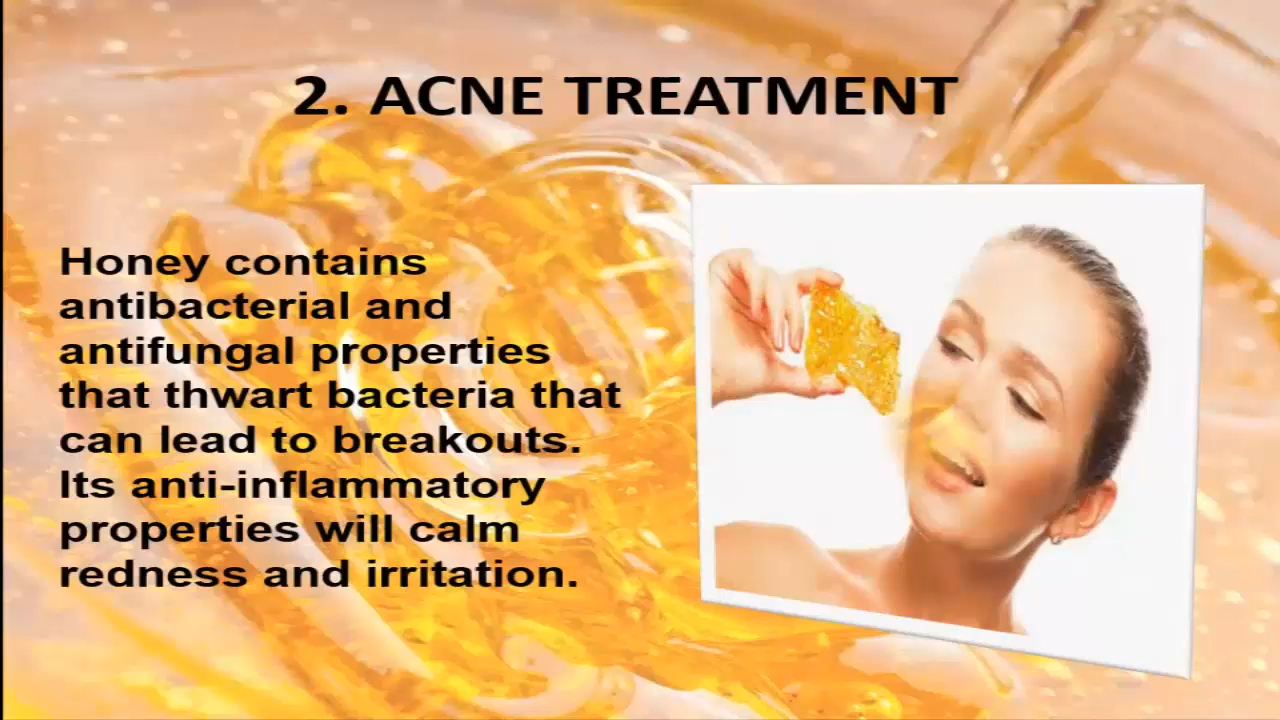 2. ACNE TREATMENT
Honey contains
antibacterial and
antifungal properties
that thwart bacteria that
can lead to breakouts.
Its anti-inflammatory
properties will calm
redness and irritation.